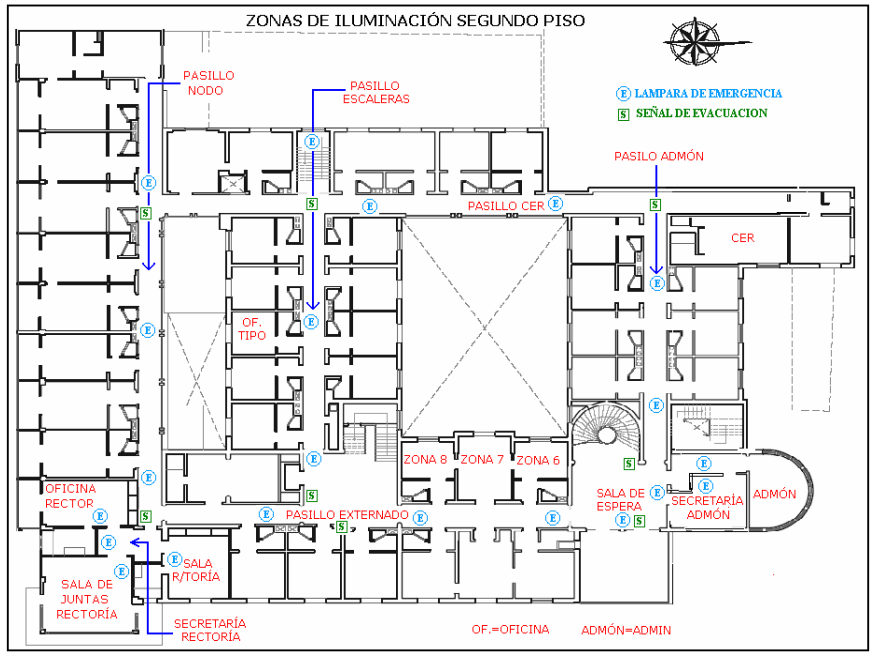 ZONAS DE ILUMINACIÓN SEGUNDO PISO
PASILLO
NODO
PASILLO
ESCALERAS
E LAMPARA DE EMERGENCIA
S SEÑAL DE EVACUACION
E
PASILO ADMÓN
E
S
S
E
PASILLO CER
E
S
CER
E
E
OF.
TIPO
E
E
ZONA 8
ZONA 7
ZONA 6
E
E
S
E
OFICINA
RECTOR
E
S
SALA DE
ESPERA
E
E
SECRETARÍA
ADMÓN
ADMÓN
E
S
E
PASILLO EXTERNADO
S
E
E
E
S
E
E
SALA
R/TORÍA
E
SALA DE
JUNTAS
RECTORÍA
SECRETARÍA
RECTORÍA
OF.=OFICINA
ADMÓN=ADMIN